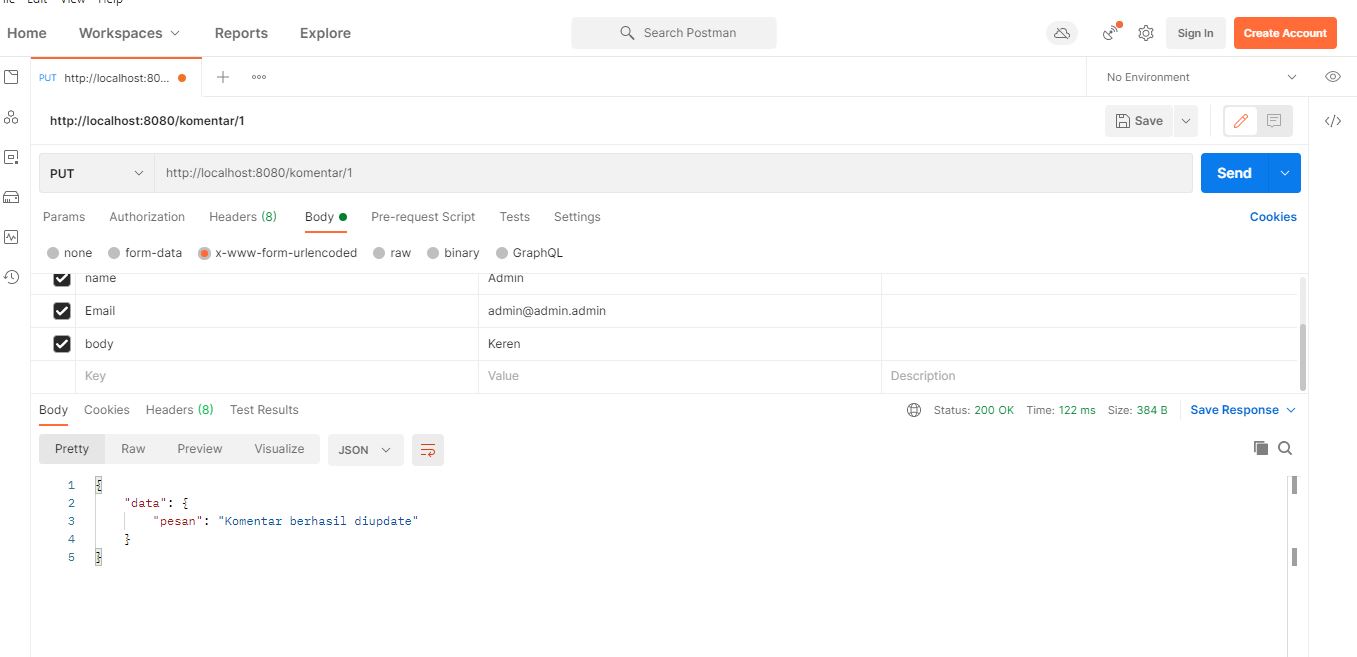 File Edit View Help
Home Workspaces Reports Explore Search Postman Sign In Create Account
PUT http://localhost:80... No Environment
http://localhost:8080/komentar/1 Save
PUT http://localhost:8080/komentar/1 Send
Params Authorization Headers (8) Body Pre-request Script Tests Settings Cookies
none form-data x-www-form-urlencoded raw binary GraphQL
name Admin
Email admin@admin.admin
body Keren
Key Value Description
Body Cookies Headers (8) Test Results Status: 200 OK Time: 122 ms Size: 384 B Save Response
Pretty Raw Preview Visualize JSON
1 {
2 "data": {
3 "pesan": "Komentar berhasil diupdate"
4 }
5 }